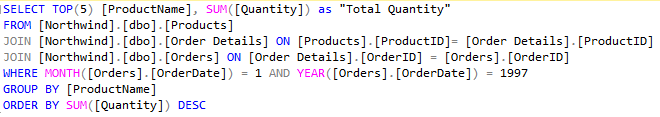 SELECT TOP(5) [ProductName], SUM([Quantity]) as "Total Quantity"
FROM [Northwind].[dbo].[Products]
JOIN [Northwind].[dbo].[Order Details] ON [Products].[ProductID]= [Order Details].[ProductID]
JOIN [Northwind].[dbo].[Orders] ON [Order Details].[OrderID] = [Orders].[OrderID]
WHERE MONTH([Orders].[OrderDate]) = 1 AND YEAR([Orders].[OrderDate]) = 1997
GROUP BY [ProductName]
ORDER BY SUM([Quantity]) DESC